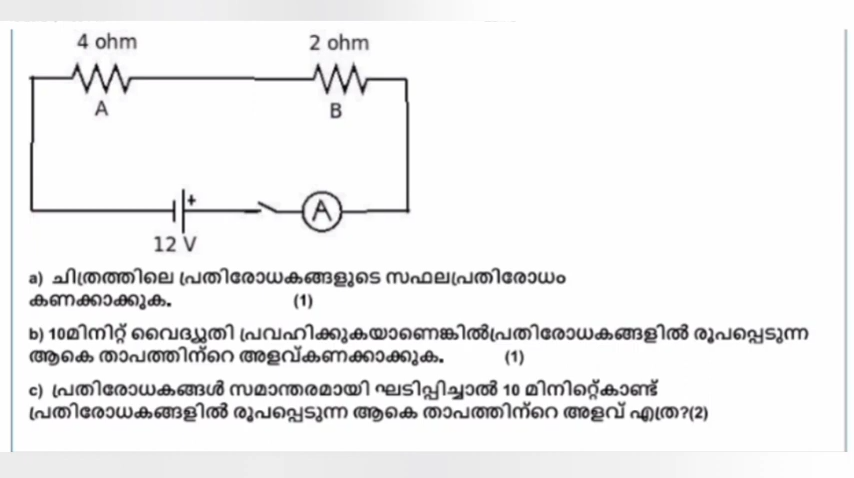 4 ohm 2 ohm
A B
+
A
12 V
a) ചിത്രത്തിലെ പ്രതിരോധകങ്ങളുടെ സഫലപ്രതിരോധം
കണക്കാക്കുക. (1)
b) 10മിനിറ്റ് വൈദ്യുതി പ്രവഹിക്കുകയാണെങ്കിൽപ്രതിരോധകങ്ങളിൽ രൂപപ്പെടുന്ന
ആകെ താപത്തിന്റെ അളവ്കണക്കാക്കുക. (1)
c) പ്രതിരോധകങ്ങൾ സമാന്തരമായി ഘടിപ്പിച്ചാൽ 10 മിനിറ്റ്കൊണ്ട്
പ്രതിരോധകങ്ങളിൽ രൂപപ്പെടുന്ന ആകെ താപത്തിന്റെ അളവ് എത്ര?(2)